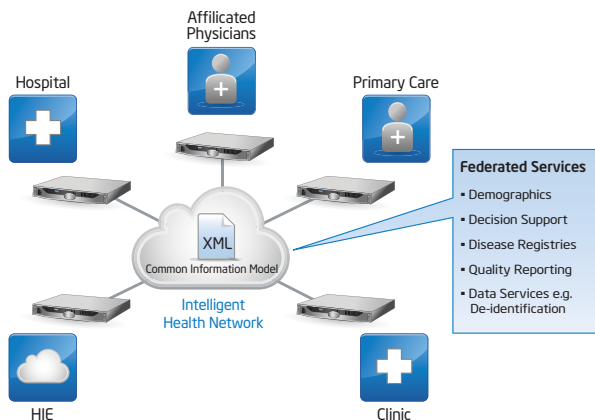 Affilicated
Physicians
Hospital
Primary Care
Federated Services
▪ Demographics
▪ Decision Support
▪ Disease Registries
▪ Quality Reporting
▪ Data Services e.g.
De-identification
XML
Common Information Model
Intelligent
Health Network
HIE
Clinic